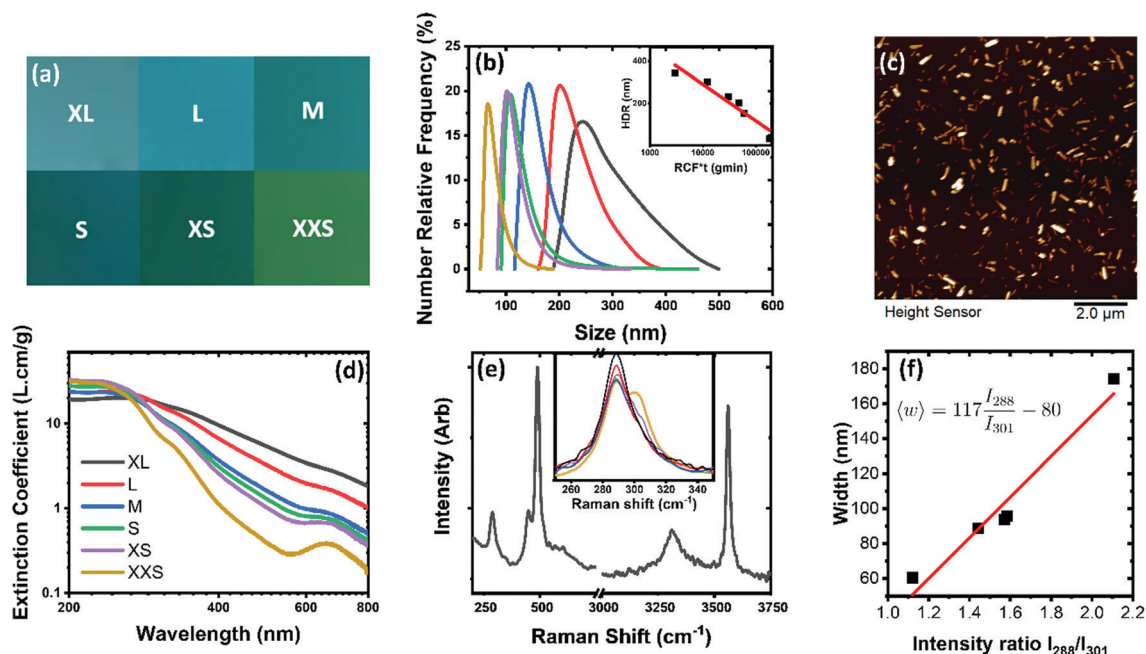 (a)
XL
L
M
S
XS
XXS
Number Relative Frequency (%)
25
20
15
10
5
0
(b)
100
200
300
400
500
600
Size (nm)
HDR (nm)
400
200
1000
10000
100000
RCF*t (gmin)
(c)
Height Sensor
2.0 µm
Extinction Coefficient (L.cm/g)
10
1
0.1
(d)
XL
L
M
S
XS
XXS
200
400
600
800
Wavelength (nm)
Intensity (Arb)
(e)
260
280
300
320
340
Raman shift (cm⁻¹)
250
500
3000
3250
3500
3750
Raman Shift (cm⁻¹)
Width (nm)
180
160
140
120
100
80
60
(f)
⟨w⟩ = 117 I₂₈₈/I₃₀₁ − 80
1.0
1.2
1.4
1.6
1.8
2.0
2.2
Intensity ratio I₂₈₈/I₃₀₁